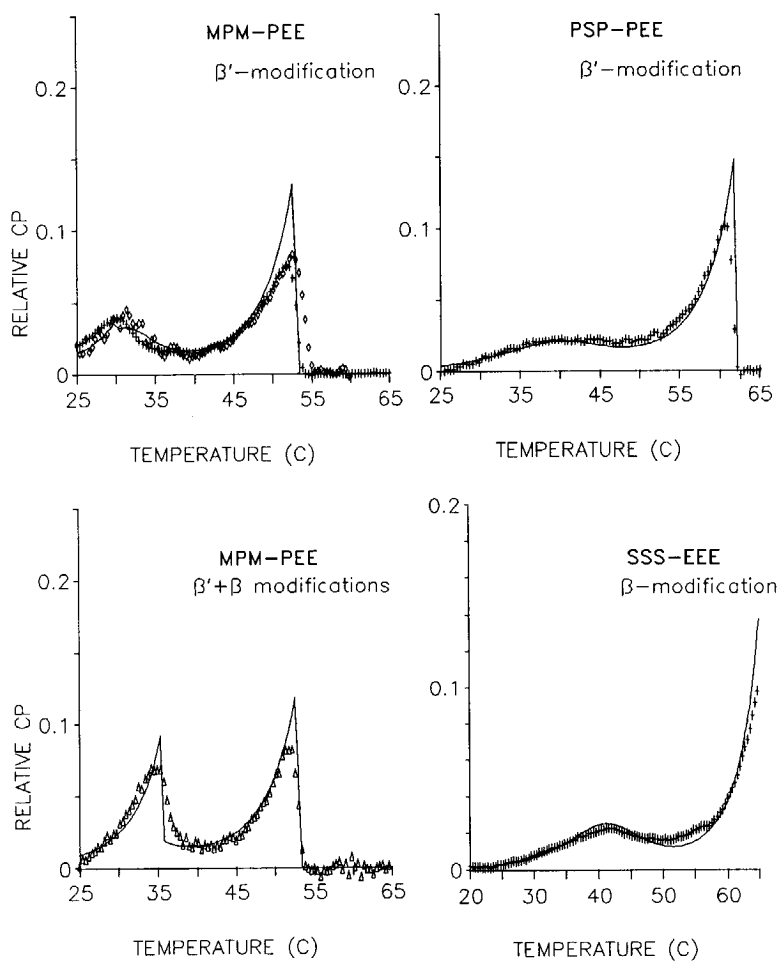 MPM-PEE
β'-modification
0.2
0.1
0
RELATIVE CP
25 35 45 55 65
TEMPERATURE (C)
PSP-PEE
β'-modification
0.2
0.1
0
25 35 45 55 65
TEMPERATURE (C)
MPM-PEE
β'+β modifications
0.2
0.1
0
RELATIVE CP
25 35 45 55 65
TEMPERATURE (C)
SSS-EEE
β-modification
0.2
0.1
0
20 30 40 50 60
TEMPERATURE (C)